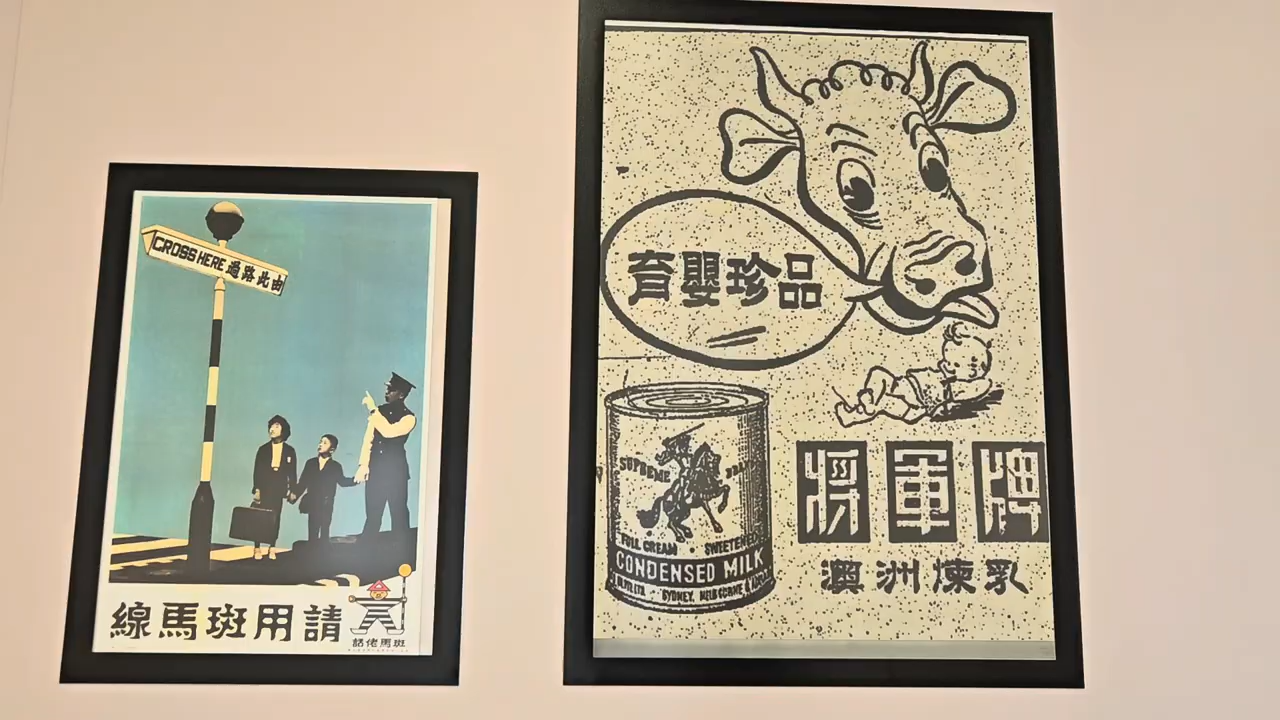 CROSS HERE 過路此由
線馬斑用請
話佬馬斑
育嬰珍品
SUPREME
FULL CREAM • SWEETENED
CONDENSED MILK
SYDNEY, MELBOURNE &
將軍牌
澳洲煉乳